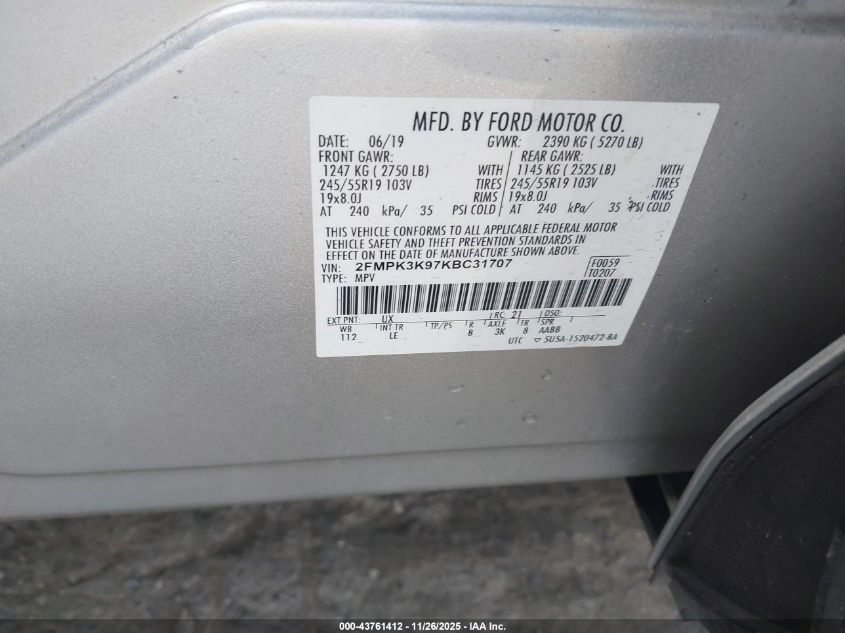 MFD. BY FORD MOTOR CO.
DATE: 06/19 GVWR: 2390 KG ( 5270 LB)
FRONT GAWR: REAR GAWR:
1247 KG ( 2750 LB) WITH 1145 KG ( 2525 LB) WITH
245/55R19 103V TIRES 245/55R19 103V TIRES
19x8.0J RIMS 19x8.0J RIMS
AT 240 kPa/ 35 PSI COLD AT 240 kPa/ 35 PSI COLD
THIS VEHICLE CONFORMS TO ALL APPLICABLE FEDERAL MOTOR
VEHICLE SAFETY AND THEFT PREVENTION STANDARDS IN
EFFECT ON THE DATE OF MANUFACTURE SHOWN ABOVE.
VIN: 2FMPK3K97KBC31707 F0059
TYPE: MPV T0207
EXT PNT: UX RC: 21 DSO:
WB INT TR TP/PS R AXLE TR SPR
112 LE B 3K 8 AABB
UTC ▽ 5U5A-1520472-BA
000-43761412 | 11/26/2025 - IAA Inc.